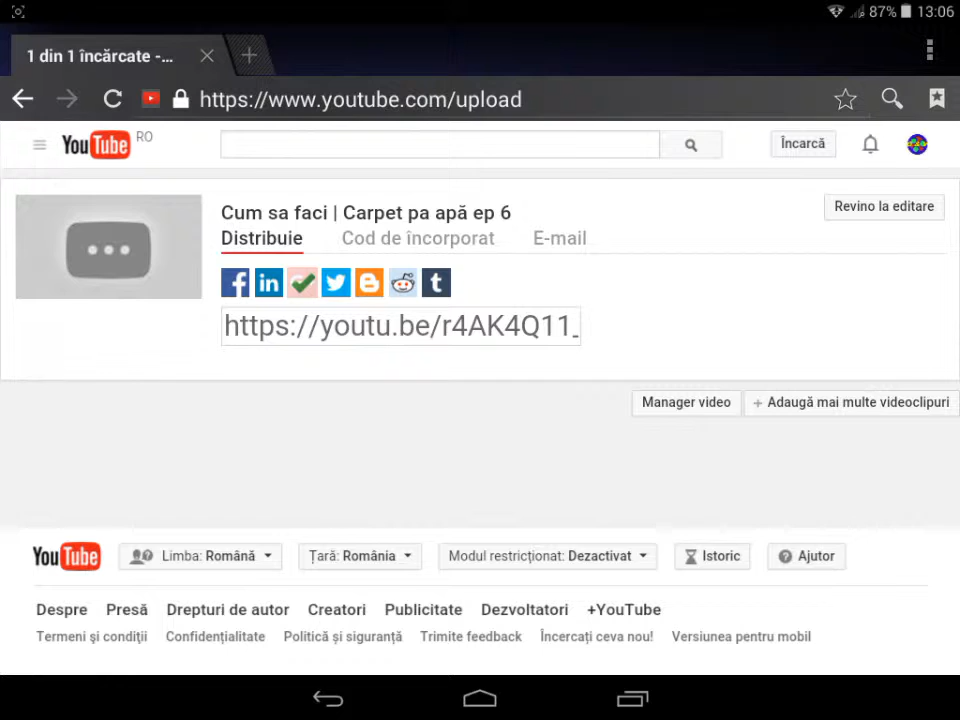 87% 13:06
1 din 1 încărcate -...
https://www.youtube.com/upload
YouTube RO
Încarcă
Cum sa faci | Carpet pa apă ep 6
Revino la editare
Distribuie Cod de încorporat E-mail
f in B t
https://youtu.be/r4AK4Q11_
Manager video + Adaugă mai multe videoclipuri
YouTube Limba: Română Țară: România Modul restricționat: Dezactivat Istoric Ajutor
Despre Presă Drepturi de autor Creatori Publicitate Dezvoltatori +YouTube
Termeni și condiții Confidențialitate Politică și siguranță Trimite feedback Încercați ceva nou! Versiunea pentru mobil